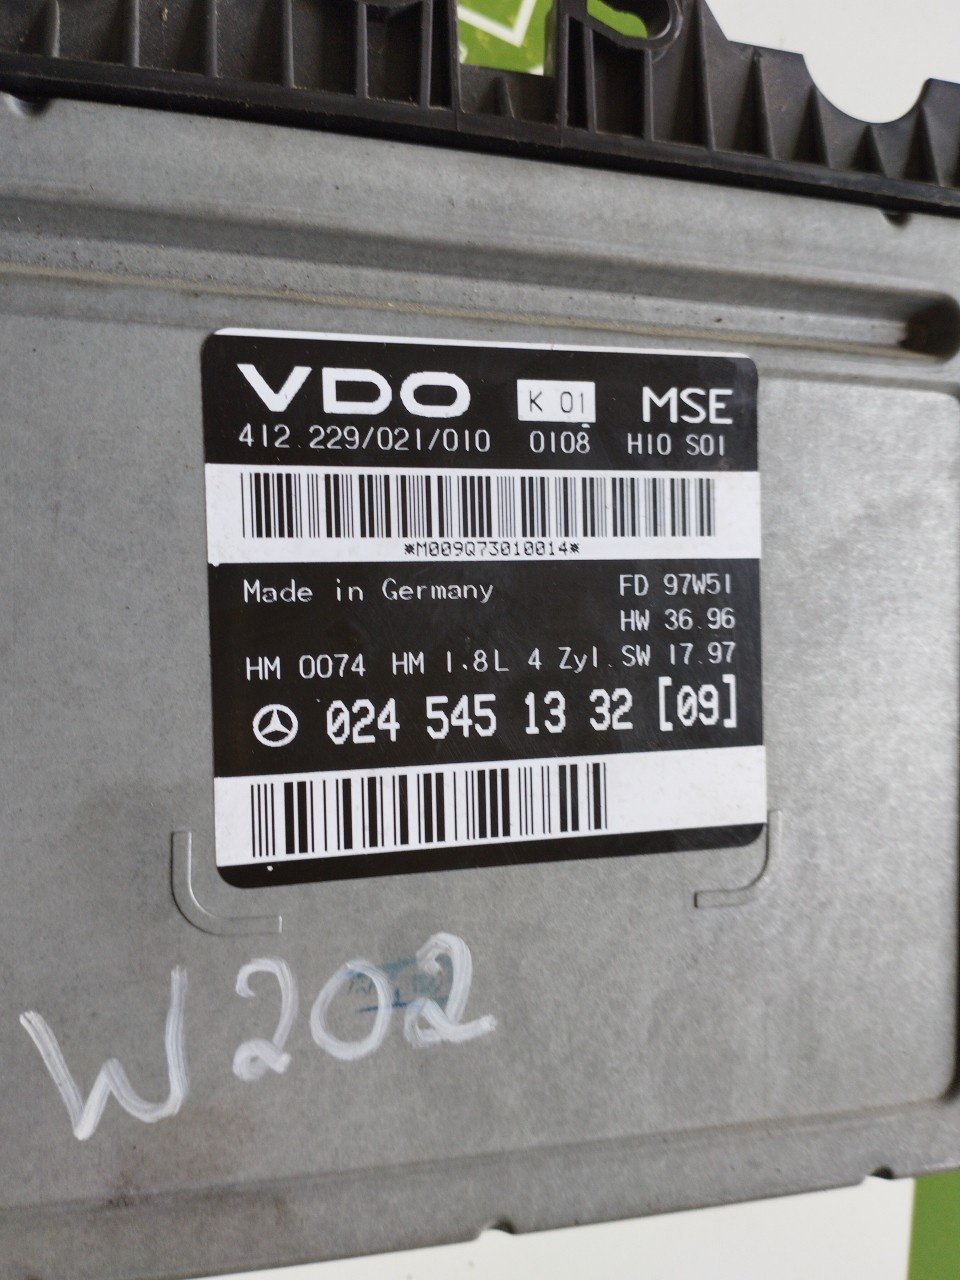 VDO K 01 MSE
412.229/021/010 0108 H10 S01
*M009Q73010014*
Made in Germany FD 97W51
HW 36.96
HM 0074 HM 1.8L 4 Zyl. SW 17.97
024 545 13 32 [09]
W202